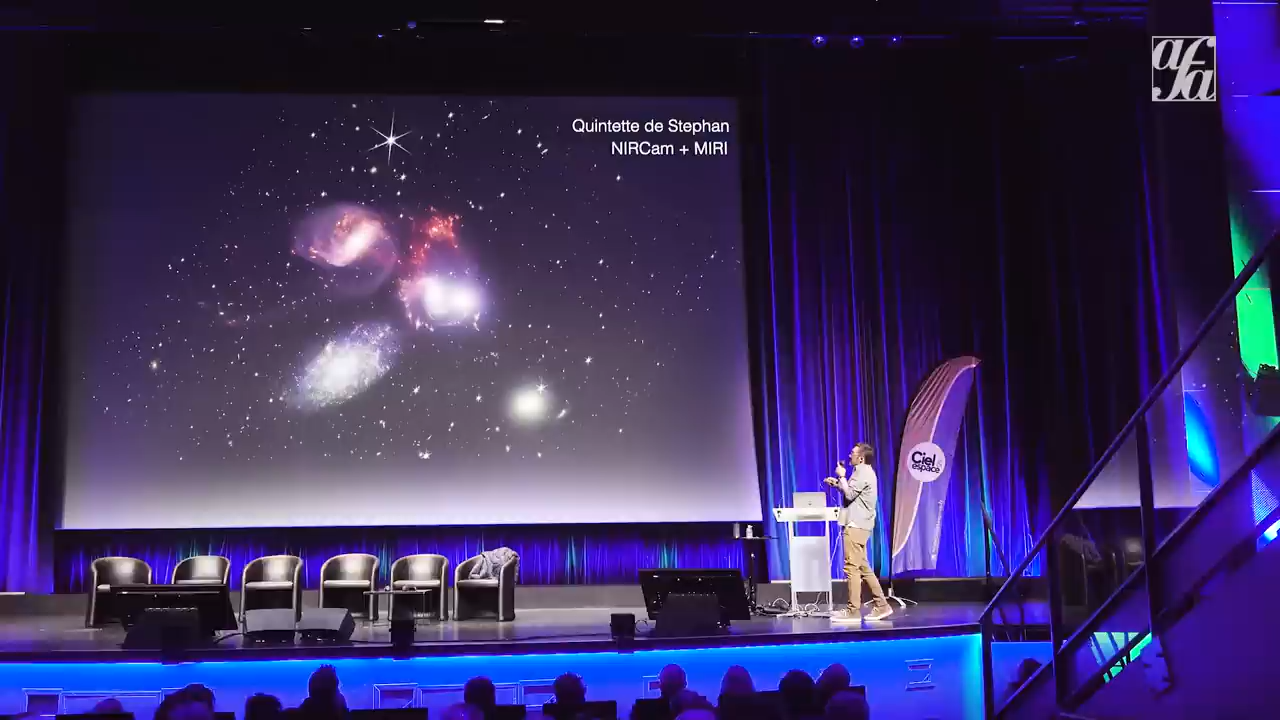 Quintette de Stephan
NIRCam + MIRI
afa
Ciel &
espace